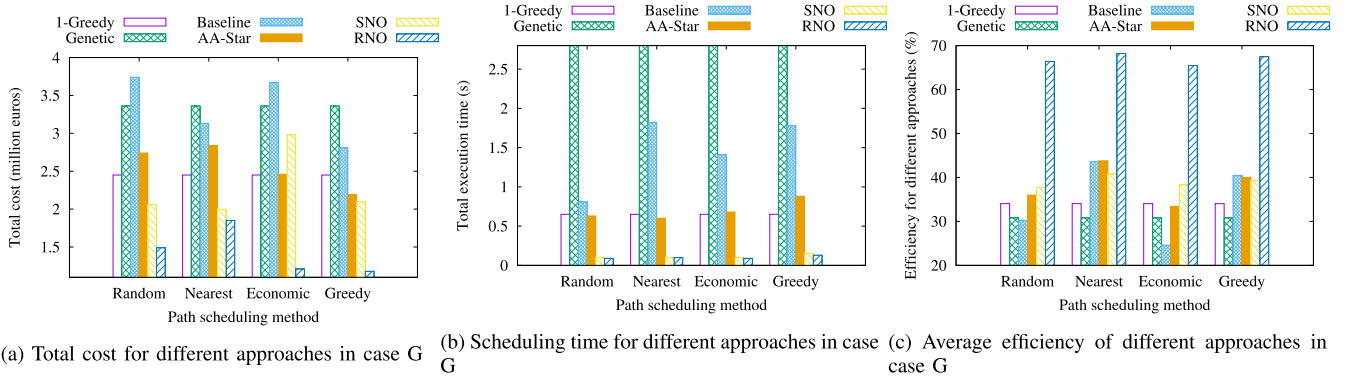 1-Greedy Baseline SNO
Genetic AA-Star RNO
Total cost (million euros)
4
3.5
3
2.5
2
1.5
Random Nearest Economic Greedy
Path scheduling method
(a) Total cost for different approaches in case G
1-Greedy Baseline SNO
Genetic AA-Star RNO
Total execution time (s)
2.5
2
1.5
1
0.5
0
Random Nearest Economic Greedy
Path scheduling method
(b) Scheduling time for different approaches in case
G
1-Greedy Baseline SNO
Genetic AA-Star RNO
Efficiency for different approaches (%)
70
60
50
40
30
20
Random Nearest Economic Greedy
Path scheduling method
(c) Average efficiency of different approaches in
case G